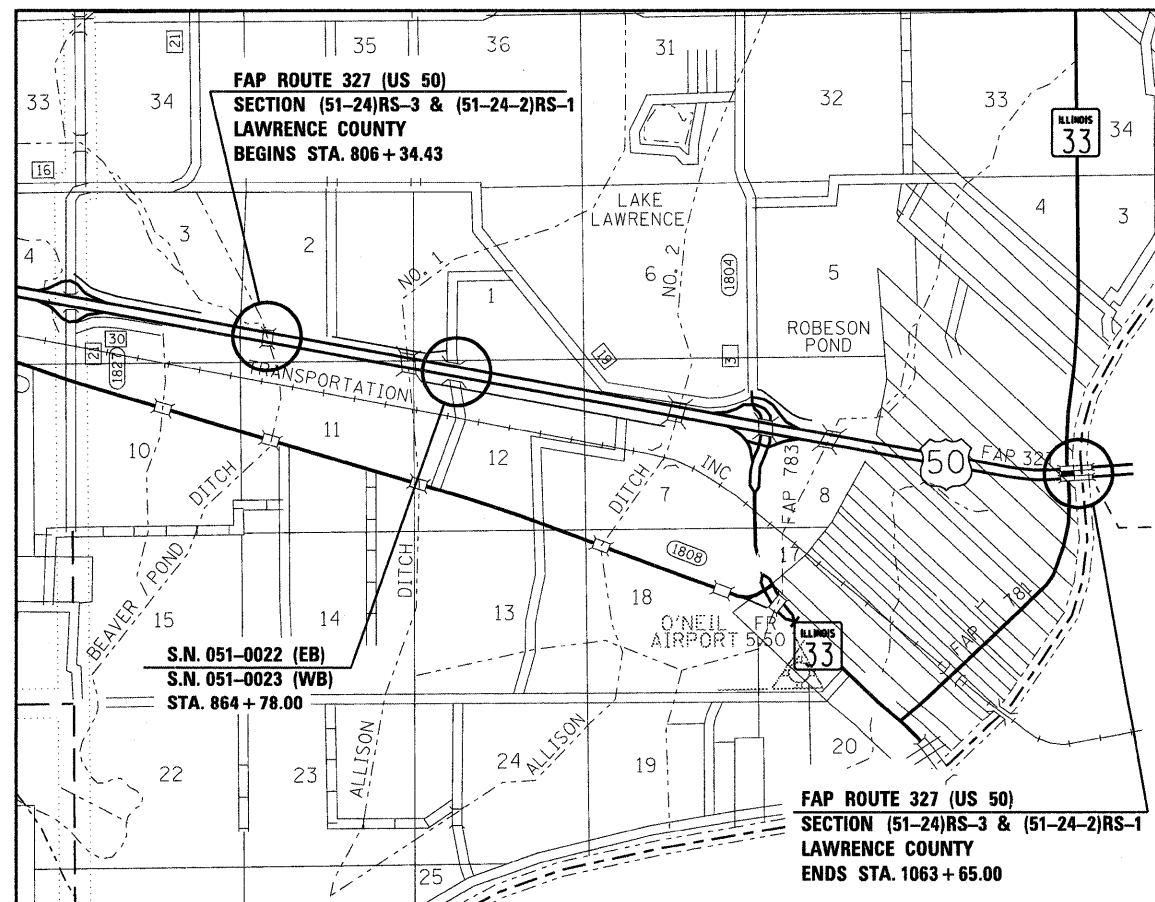 35
36
31
21
33
34
32
33
34
FAP ROUTE 327 (US 50)
SECTION (51-24)RS-3 & (51-24-2)RS-1
LAWRENCE COUNTY
BEGINS STA. 806+34.43
ILLINOIS
33
16
LAKE
LAWRENCE
4
3
3
2
4
NO. 1
1
6
NO. 2
1804
5
ROBESON
POND
30
21
1827
TRANSPORTATION
19
3
10
11
12
INC
50
FAP 32
DITCH
DITCH
7
FAP 783
8
1808
17
DITCH
BEAVER / POND
15
14
13
18
O'NEIL
AIRPORT
FR
5.50
ILLINOIS
33
FAP
781
S.N. 051-0022 (EB)
S.N. 051-0023 (WB)
STA. 864+78.00
ALLISON
ALLISON
22
23
24
19
20
25
FAP ROUTE 327 (US 50)
SECTION (51-24)RS-3 & (51-24-2)RS-1
LAWRENCE COUNTY
ENDS STA. 1063+65.00